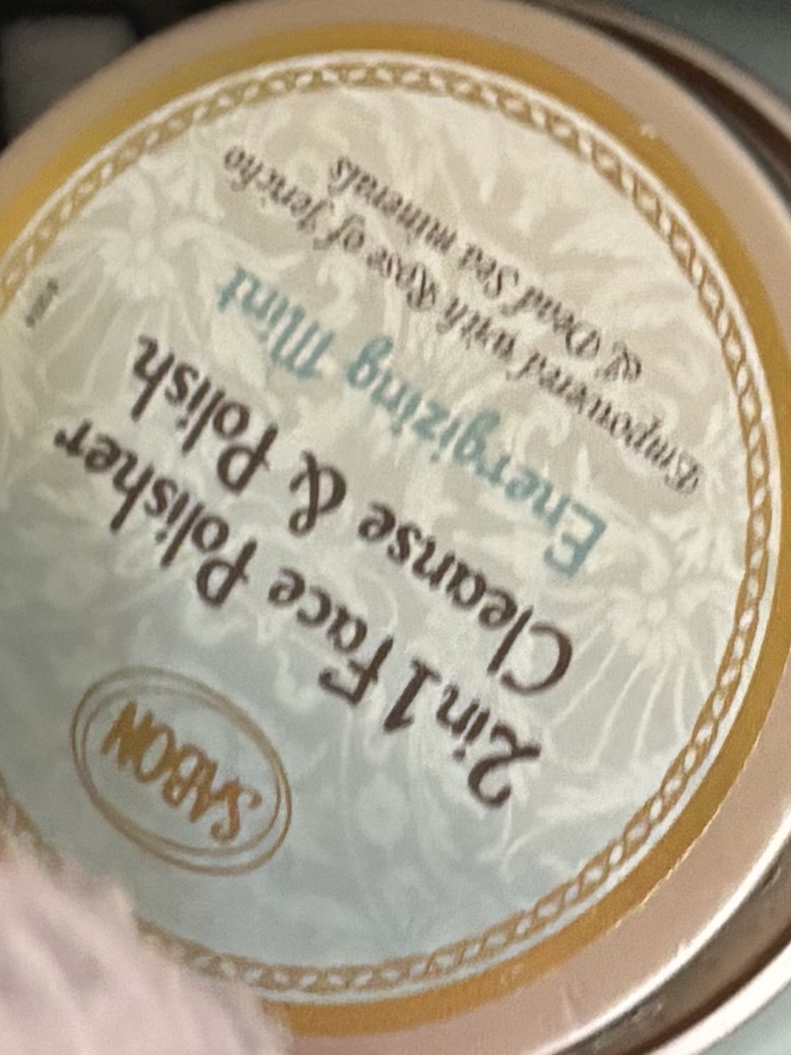 SABON
2in1 Face Polisher
Cleanse & Polish
Energizing Mint
Empowered with Rose of Jericho
& Dead Sea minerals